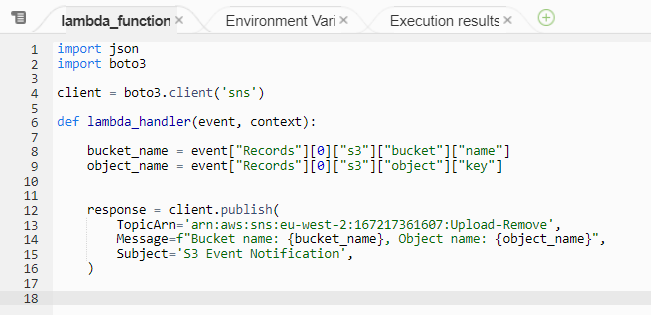 lambda_function Environment Vari Execution results
1 import json
2 import boto3
3
4 client = boto3.client('sns')
5
6 def lambda_handler(event, context):
7
8     bucket_name = event["Records"][0]["s3"]["bucket"]["name"]
9     object_name = event["Records"][0]["s3"]["object"]["key"]
10
11
12     response = client.publish(
13         TopicArn='arn:aws:sns:eu-west-2:167217361607:Upload-Remove',
14         Message=f"Bucket name: {bucket_name}, Object name: {object_name}",
15         Subject='S3 Event Notification',
16     )
17
18